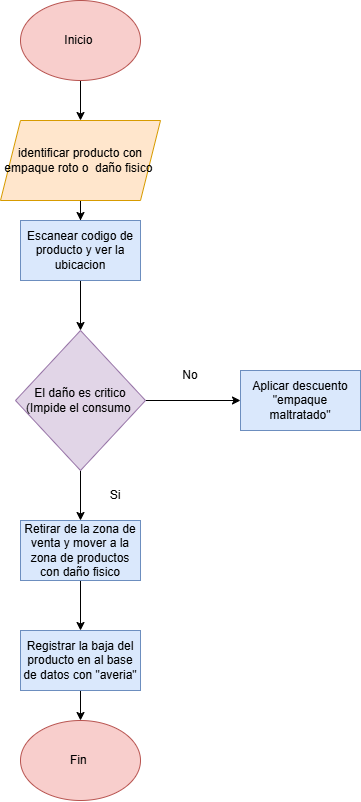 Inicio
identificar producto con
empaque roto o  daño fisico
Escanear codigo de
producto y ver la
ubicacion
El daño es critico
(Impide el consumo
No
Aplicar descuento
"empaque
maltratado"
Si
Retirar de la zona de
venta y mover a la
zona de productos
con daño fisico
Registrar la baja del
producto en al base
de datos con "averia"
Fin